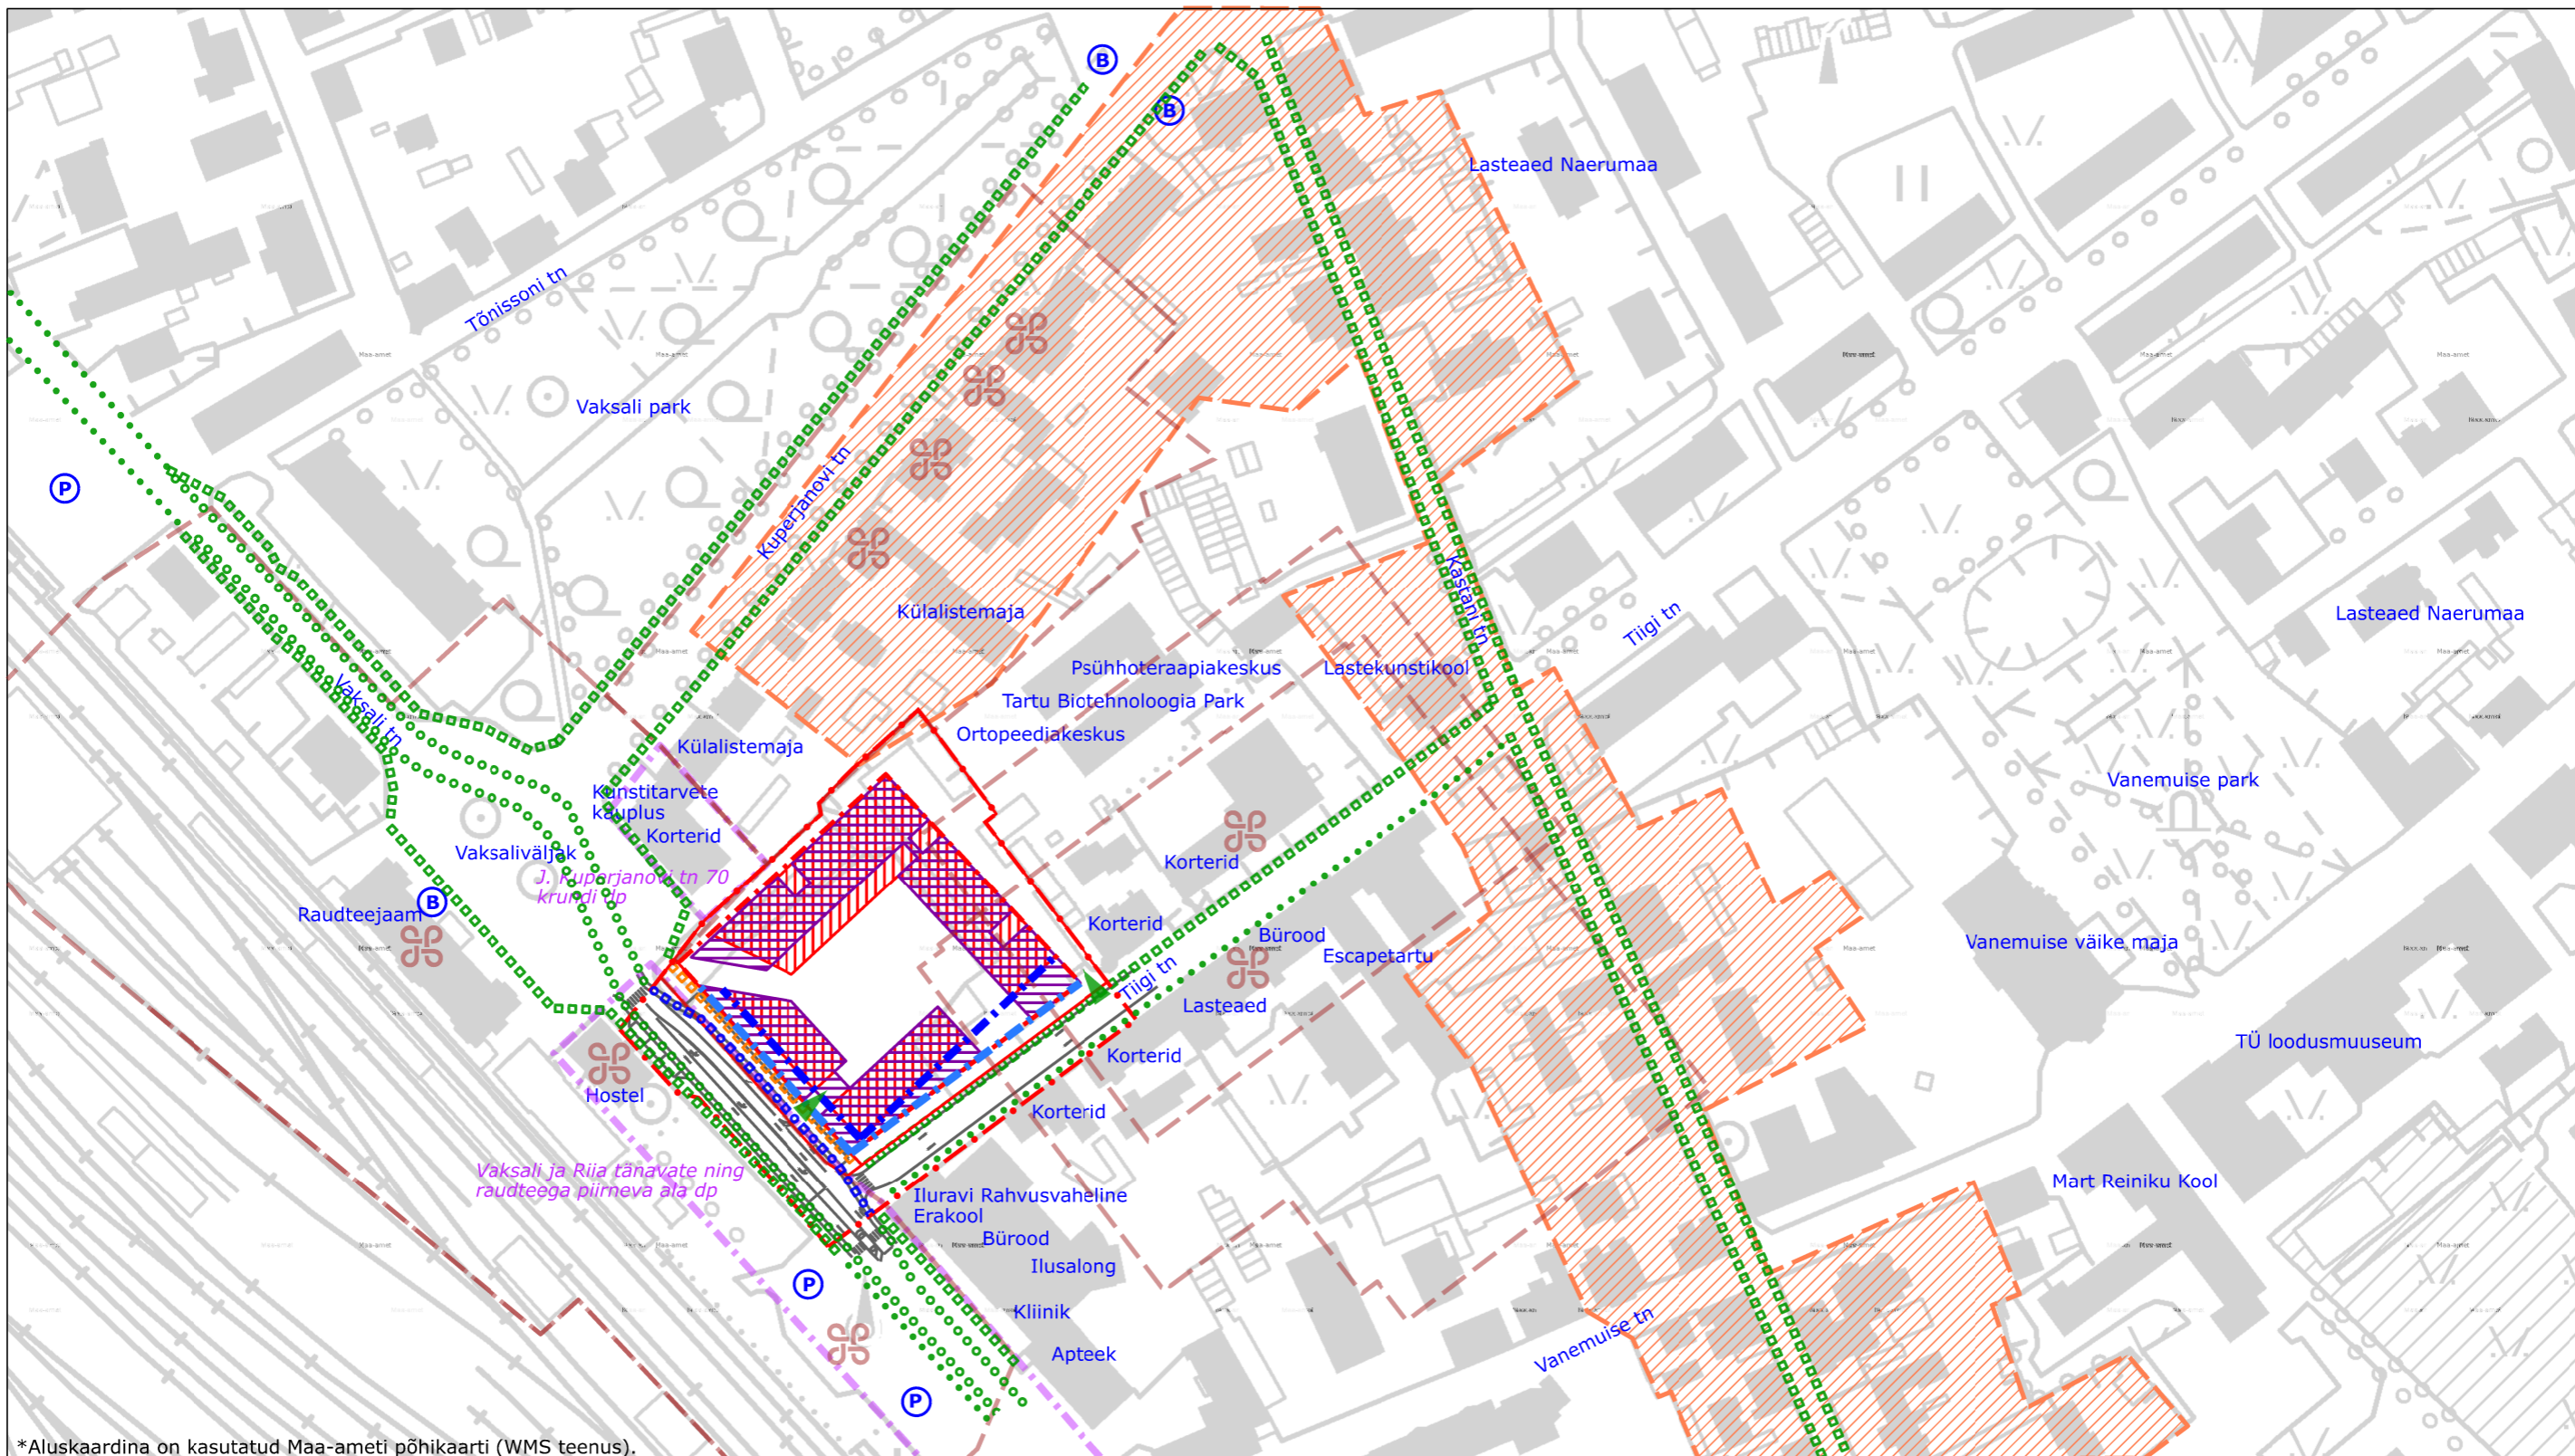 B
B
Lasteaed Naerumaa
Tõnissoni tn
Vaksali park
Kuperjanovi tn
P
Kastani tn
Külalistemaja
Tiigi tn
Lasteaed Naerumaa
Psühhoteraapiakeskus
Lastekunstikool
Vaksali tn
Tartu Biotehnoloogia Park
Ortopeediakeskus
Külalistemaja
Vanemuise park
Kunstitarvete
kauplus
Korterid
Vaksaliväljak
Korterid
J. Kuperjanovi tn 70
krundi dp
B
Raudteejaam
Korterid
Bürood
Vanemuise väike maja
Escapetartu
Tiigi tn
Lasteaed
TÜ loodusmuuseum
Korterid
Hostel
Korterid
Vaksali ja Riia tänavate ning
raudteega piirneva ala dp
Mart Reiniku Kool
Iluravi Rahvusvaheline
Erakool
Bürood
Ilusalong
P
Kliinik
Vanemuise tn
Apteek
P
*Aluskaardina on kasutatud Maa-ameti põhikaarti (WMS teenus).